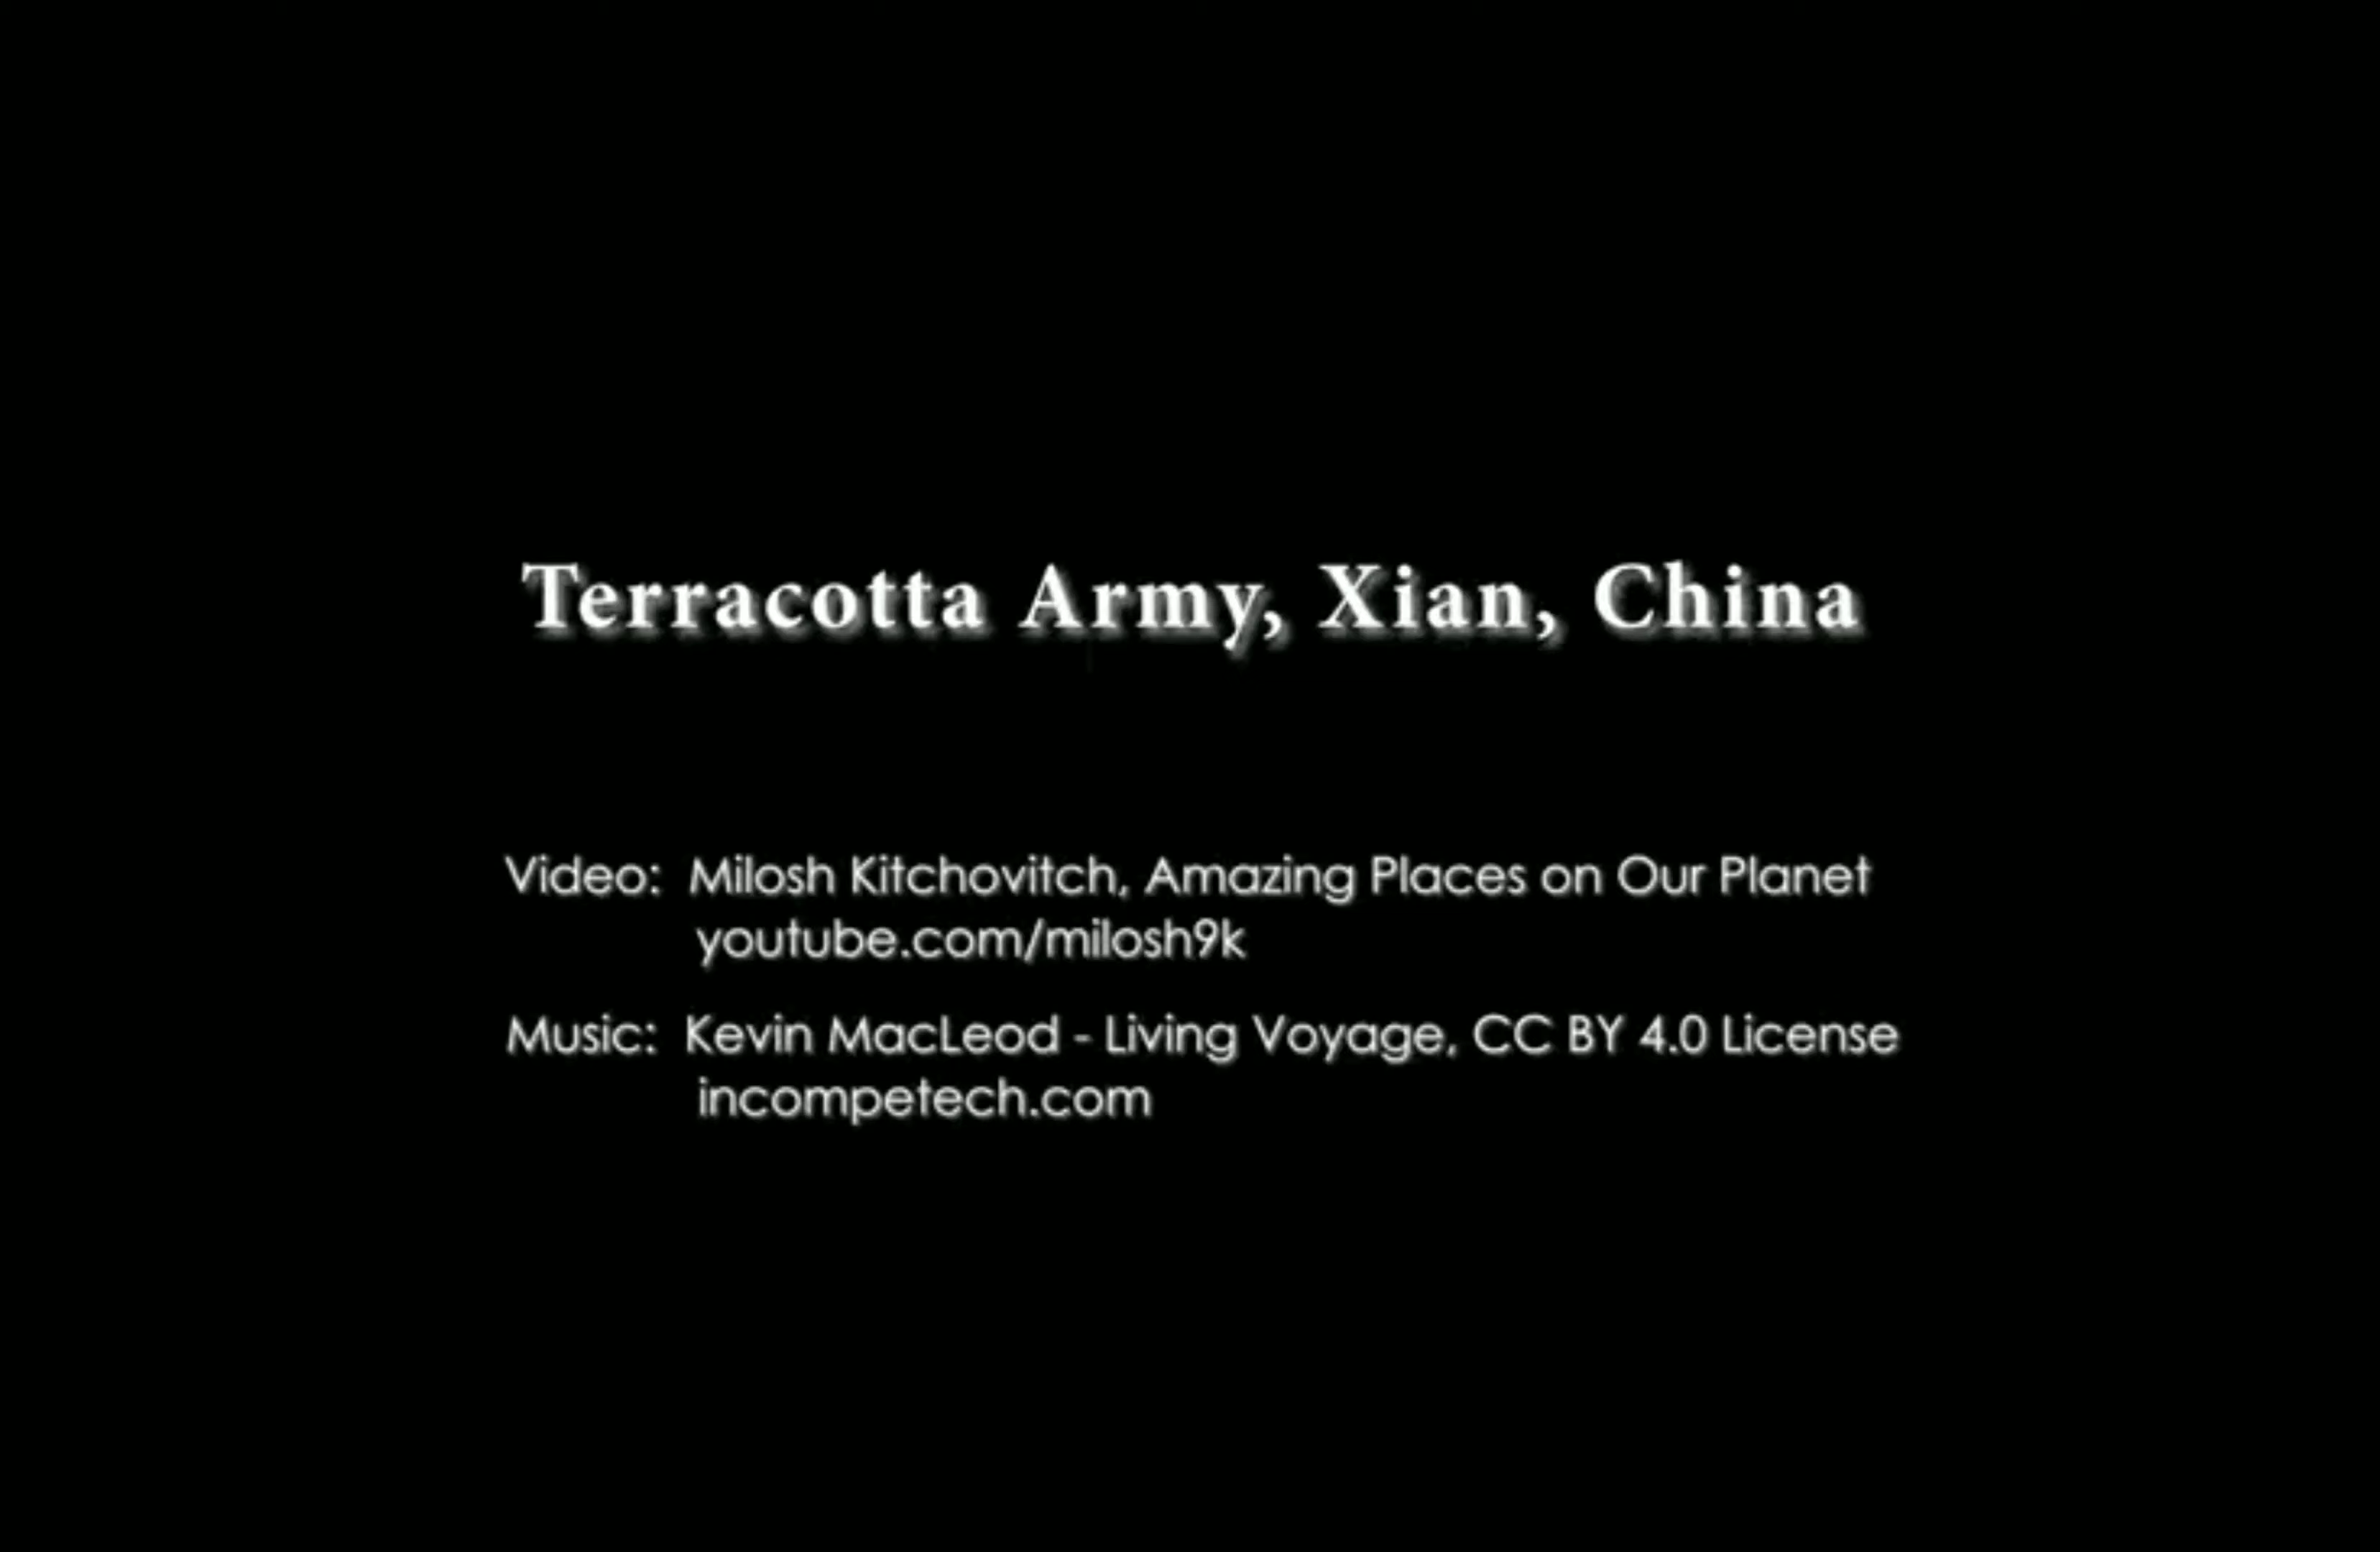 Terracotta Army, Xian, China
Video: Milosh Kitchovitch, Amazing Places on Our Planet
youtube.com/milosh9k
Music: Kevin MacLeod - Living Voyage, CC BY 4.0 License
incompetech.com